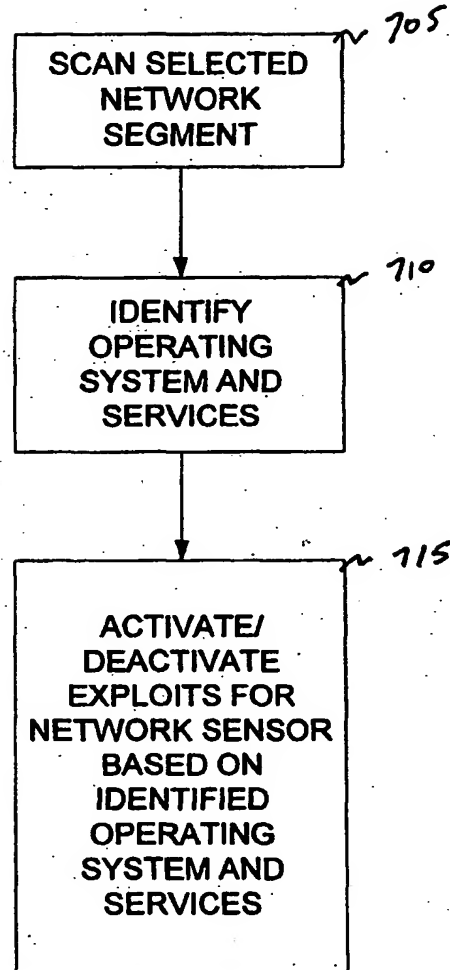 705
SCAN SELECTED
NETWORK
SEGMENT
710
IDENTIFY
OPERATING
SYSTEM AND
SERVICES
715
ACTIVATE/
DEACTIVATE
EXPLOITS FOR
NETWORK SENSOR
BASED ON
IDENTIFIED
OPERATING
SYSTEM AND
SERVICES